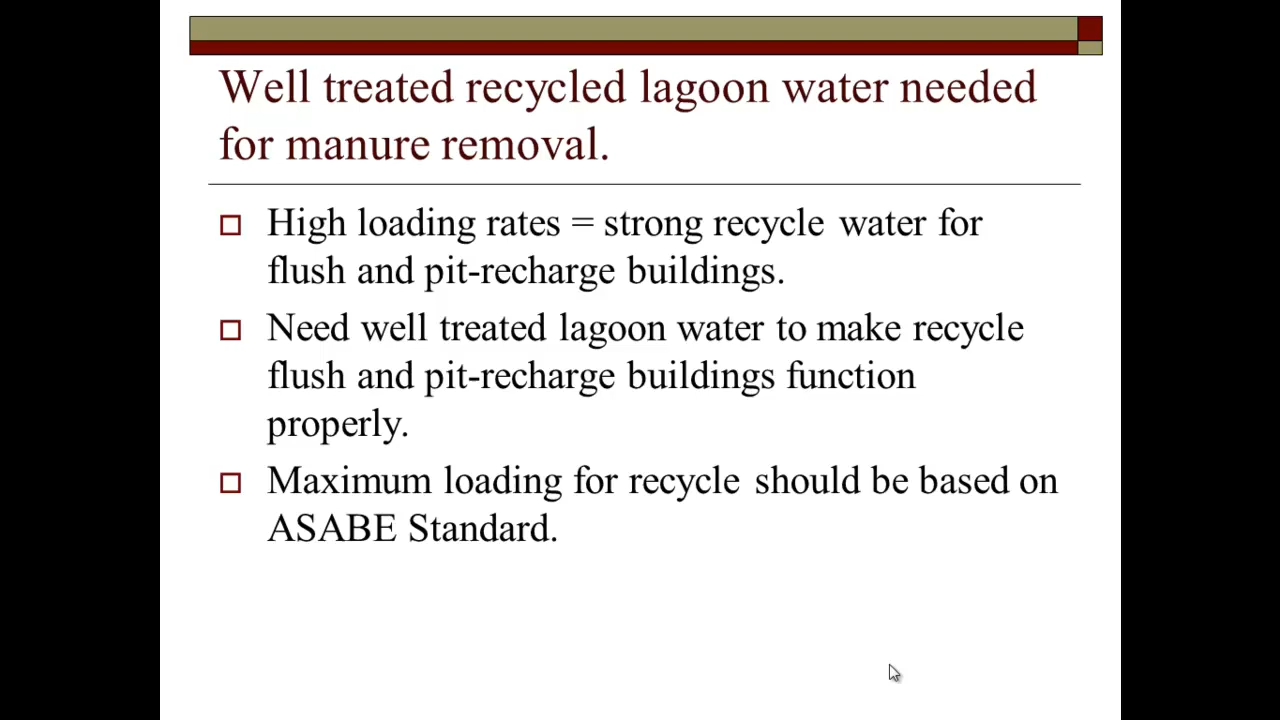 Well treated recycled lagoon water needed
for manure removal.
High loading rates = strong recycle water for
flush and pit-recharge buildings.
Need well treated lagoon water to make recycle
flush and pit-recharge buildings function
properly.
Maximum loading for recycle should be based on
ASABE Standard.